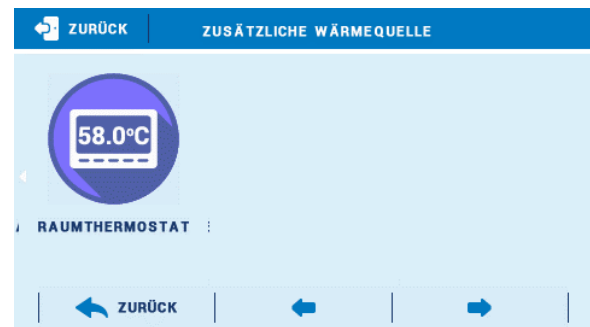 ZURÜCK
ZUSÄTZLICHE WÄRMEQUELLE
58.0°C
RAUMTHERMOSTAT
ZURÜCK